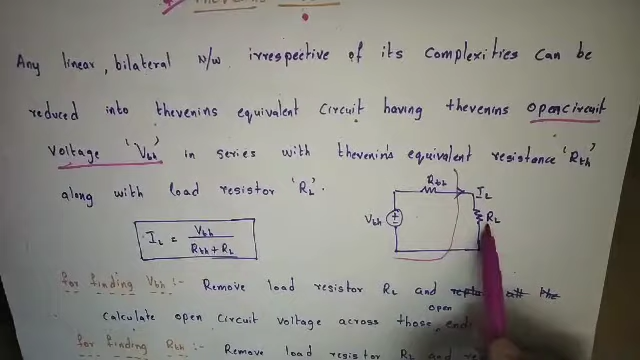 Thevenins
Any linear, bilateral N/w irrespective of its complexities can be
reduced into thevenins equivalent circuit having thevenins opencircuit
voltage 'Vth' in series with thevenin's equivalent resistance 'Rth'
along with load resistor 'RL'.
Rth
IL
Vth
RL
IL = Vth / Rth + RL
for finding Vth :- Remove load resistor RL and
open
calculate open circuit voltage across those
for finding Rth :- Remove load resistor RL and